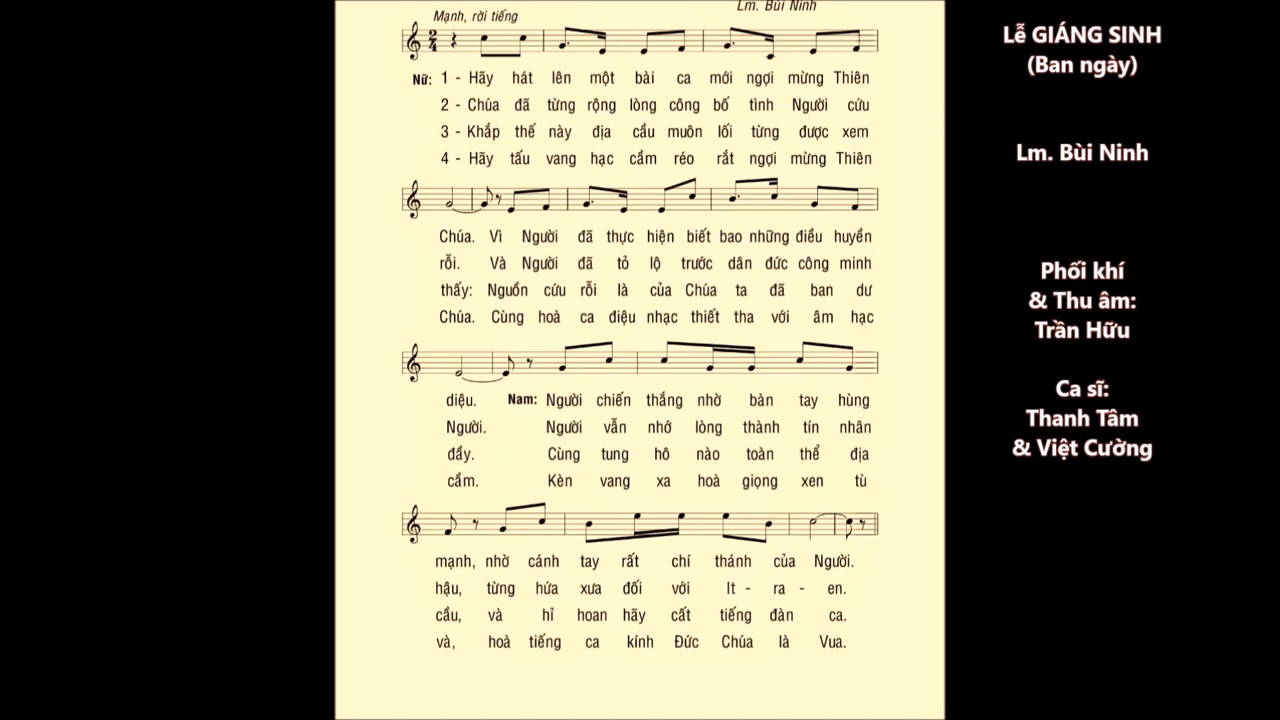 Mạnh, rời tiếng
Lm. Bùi Ninh
2
4
Nữ: 1 - Hãy hát lên một bài ca mới ngợi mừng Thiên
2 - Chúa đã từng rộng lòng công bố tình Người cứu
3 - Khắp thế này địa cầu muôn lối từng được xem
4 - Hãy tấu vang hạc cầm réo rắt ngợi mừng Thiên
Chúa. Vì Người đã thực hiện biết bao những điều huyền
rỗi. Và Người đã tỏ lộ trước dân đức công minh
thấy: Nguồn cứu rỗi là của Chúa ta đã ban dư
Chúa. Cùng hoà ca diệu nhạc thiết tha với âm hạc
diệu. Nam: Người chiến thắng nhờ bàn tay hùng
Người. Người vẫn nhớ lòng thành tín nhân
đầy. Cùng tung hô nào toàn thể địa
cầm. Kèn vang xa hoà giọng xen tù
mạnh, nhờ cánh tay rất chí thánh của Người.
hậu, từng hứa xưa đối với It - ra - en.
cầu, và hỉ hoan hãy cất tiếng đàn ca.
và, hoà tiếng ca kính Đức Chúa là Vua.
Lễ GIÁNG SINH
(Ban ngày)
Lm. Bùi Ninh
Phối khí
& Thu âm:
Trần Hữu
Ca sĩ:
Thanh Tâm
& Việt Cường